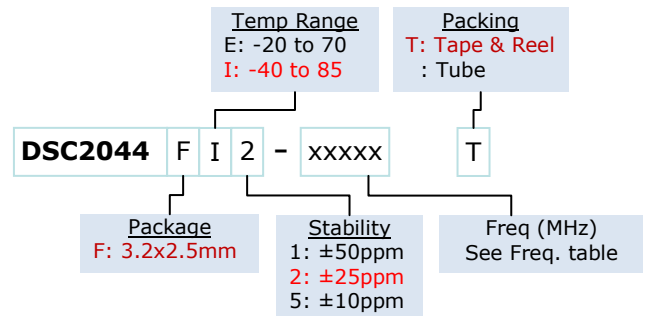 Temp Range
E: -20 to 70
I: -40 to 85
Packing
T: Tape & Reel
: Tube
DSC2044 F I 2 - xxxxx T
Package
F: 3.2x2.5mm
Stability
1: ±50ppm
2: ±25ppm
5: ±10ppm
Freq (MHz)
See Freq. table